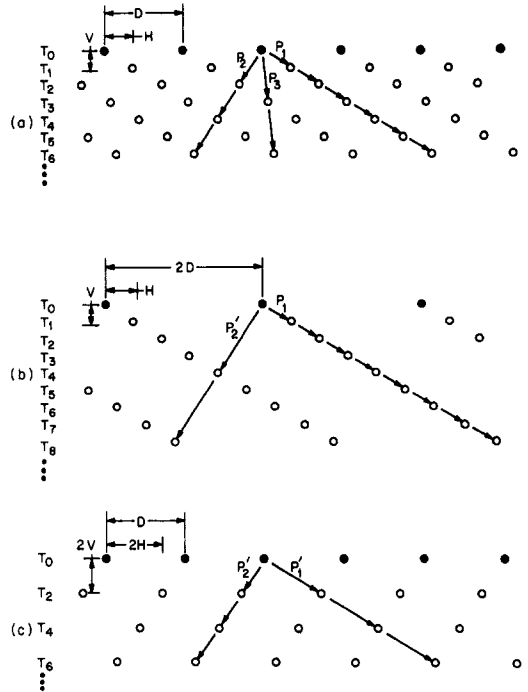 D
V
H
T0
P2
P1
T1
T2
P3
T3
(a) T4
T5
T6
2D
V
H
T0
P1
T1
P2'
T2
T3
(b) T4
T5
T6
T7
T8
D
2V
2H
T0
P2'
P1'
T2
(c) T4
T6